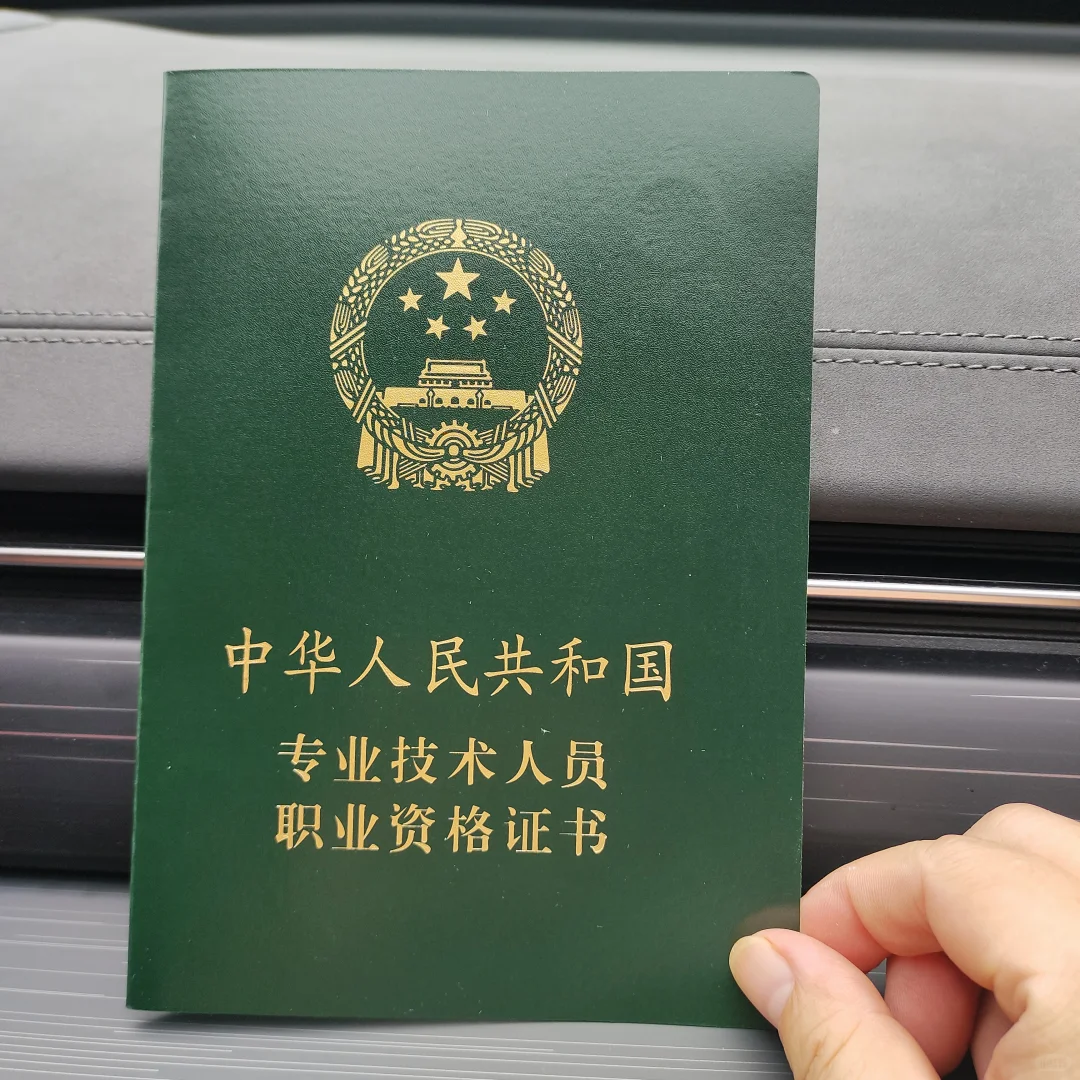 中华人民共和国
专业技术人员
职业资格证书